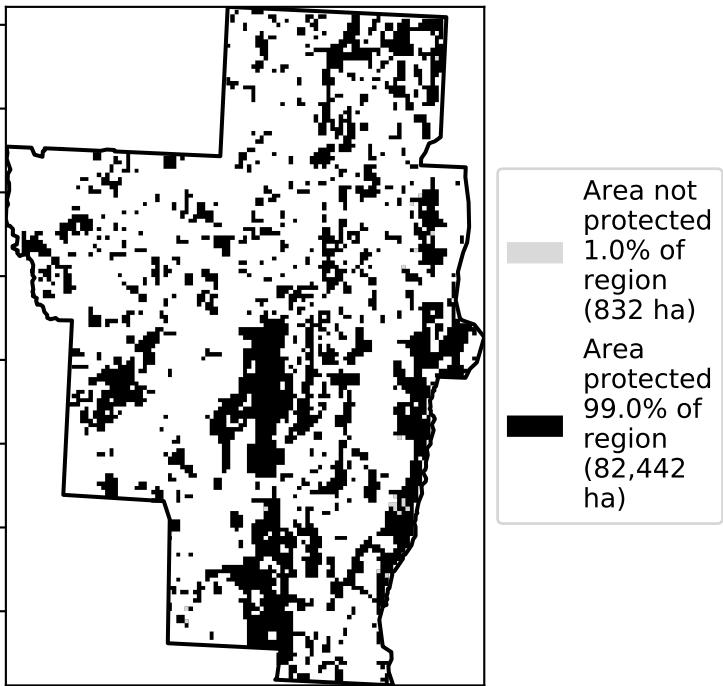 Area not
protected
1.0% of
region
(832 ha)
Area
protected
99.0% of
region
(82,442
ha)